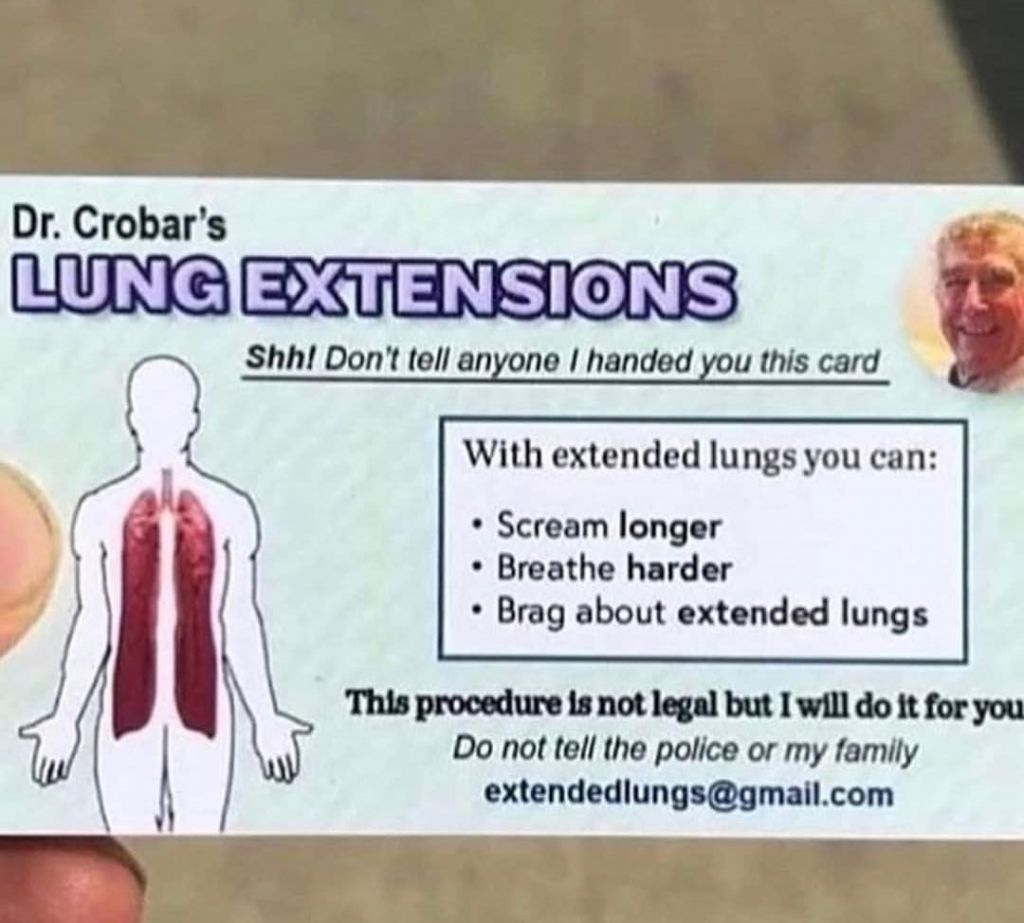 Dr. Crobar's
LUNG EXTENSIONS
Shh! Don't tell anyone I handed you this card
With extended lungs you can:
• Scream longer
• Breathe harder
• Brag about extended lungs
This procedure is not legal but I will do it for you
Do not tell the police or my family
extendedlungs@gmail.com